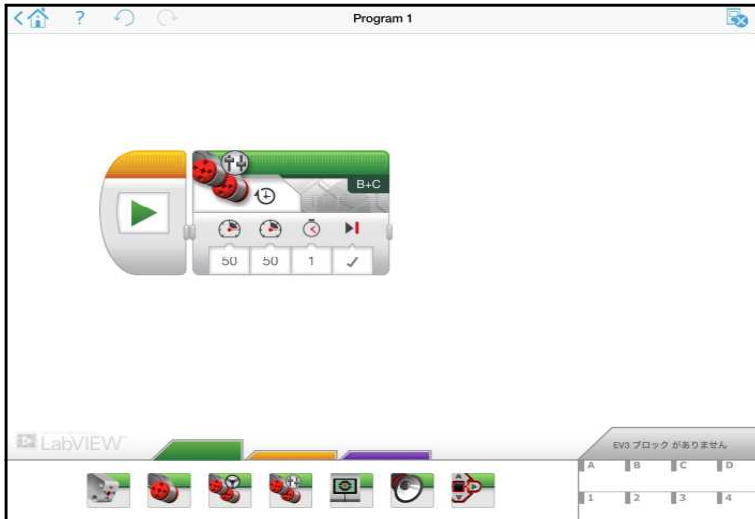 ? Program 1
B+C
50 50 1
LabVIEW
EV3 ブロック がありません
A B C D
1 2 3 4